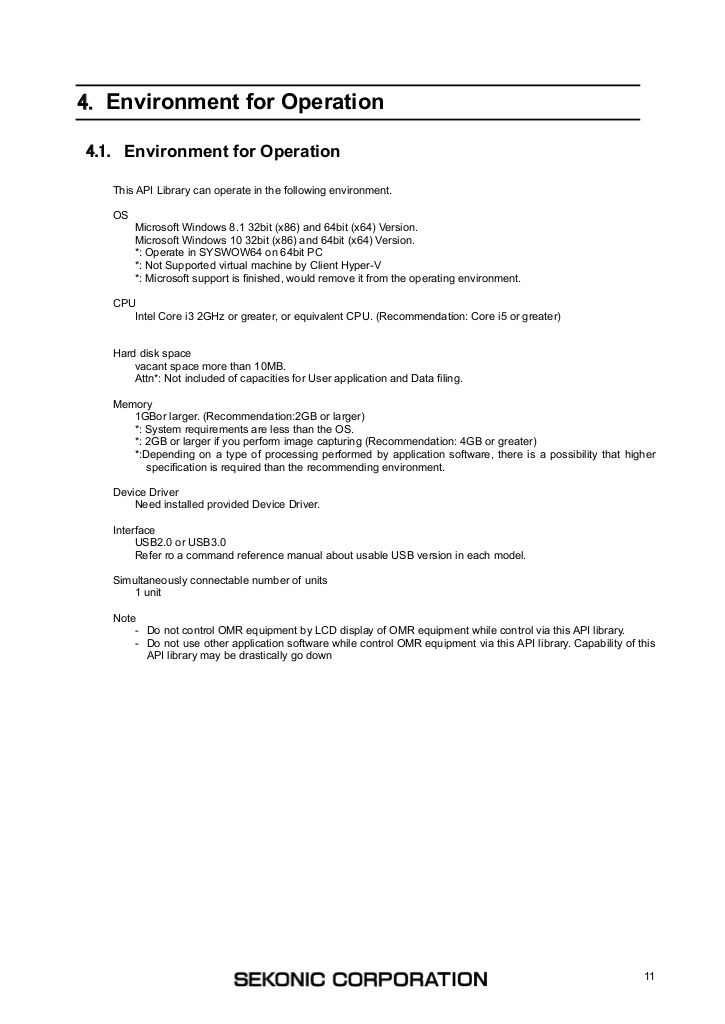 4. Environment for Operation
4.1. Environment for Operation
This API Library can operate in the following environment.
OS
Microsoft Windows 8.1 32bit (x86) and 64bit (x64) Version.
Microsoft Windows 10 32bit (x86) and 64bit (x64) Version.
*: Operate in SYSWOW64 on 64bit PC
*: Not Supported virtual machine by Client Hyper-V
*: Microsoft support is finished, would remove it from the operating environment.
CPU
Intel Core i3 2GHz or greater, or equivalent CPU. (Recommendation: Core i5 or greater)
Hard disk space
vacant space more than 10MB.
Attn*: Not included of capacities for User application and Data filing.
Memory
1GBor larger. (Recommendation:2GB or larger)
*: System requirements are less than the OS.
*: 2GB or larger if you perform image capturing (Recommendation: 4GB or greater)
*:Depending on a type of processing performed by application software, there is a possibility that higher
specification is required than the recommending environment.
Device Driver
Need installed provided Device Driver.
Interface
USB2.0 or USB3.0
Refer ro a command reference manual about usable USB version in each model.
Simultaneously connectable number of units
1 unit
Note
- Do not control OMR equipment by LCD display of OMR equipment while control via this API library.
- Do not use other application software while control OMR equipment via this API library. Capability of this
API library may be drastically go down
SEKONIC CORPORATION
11